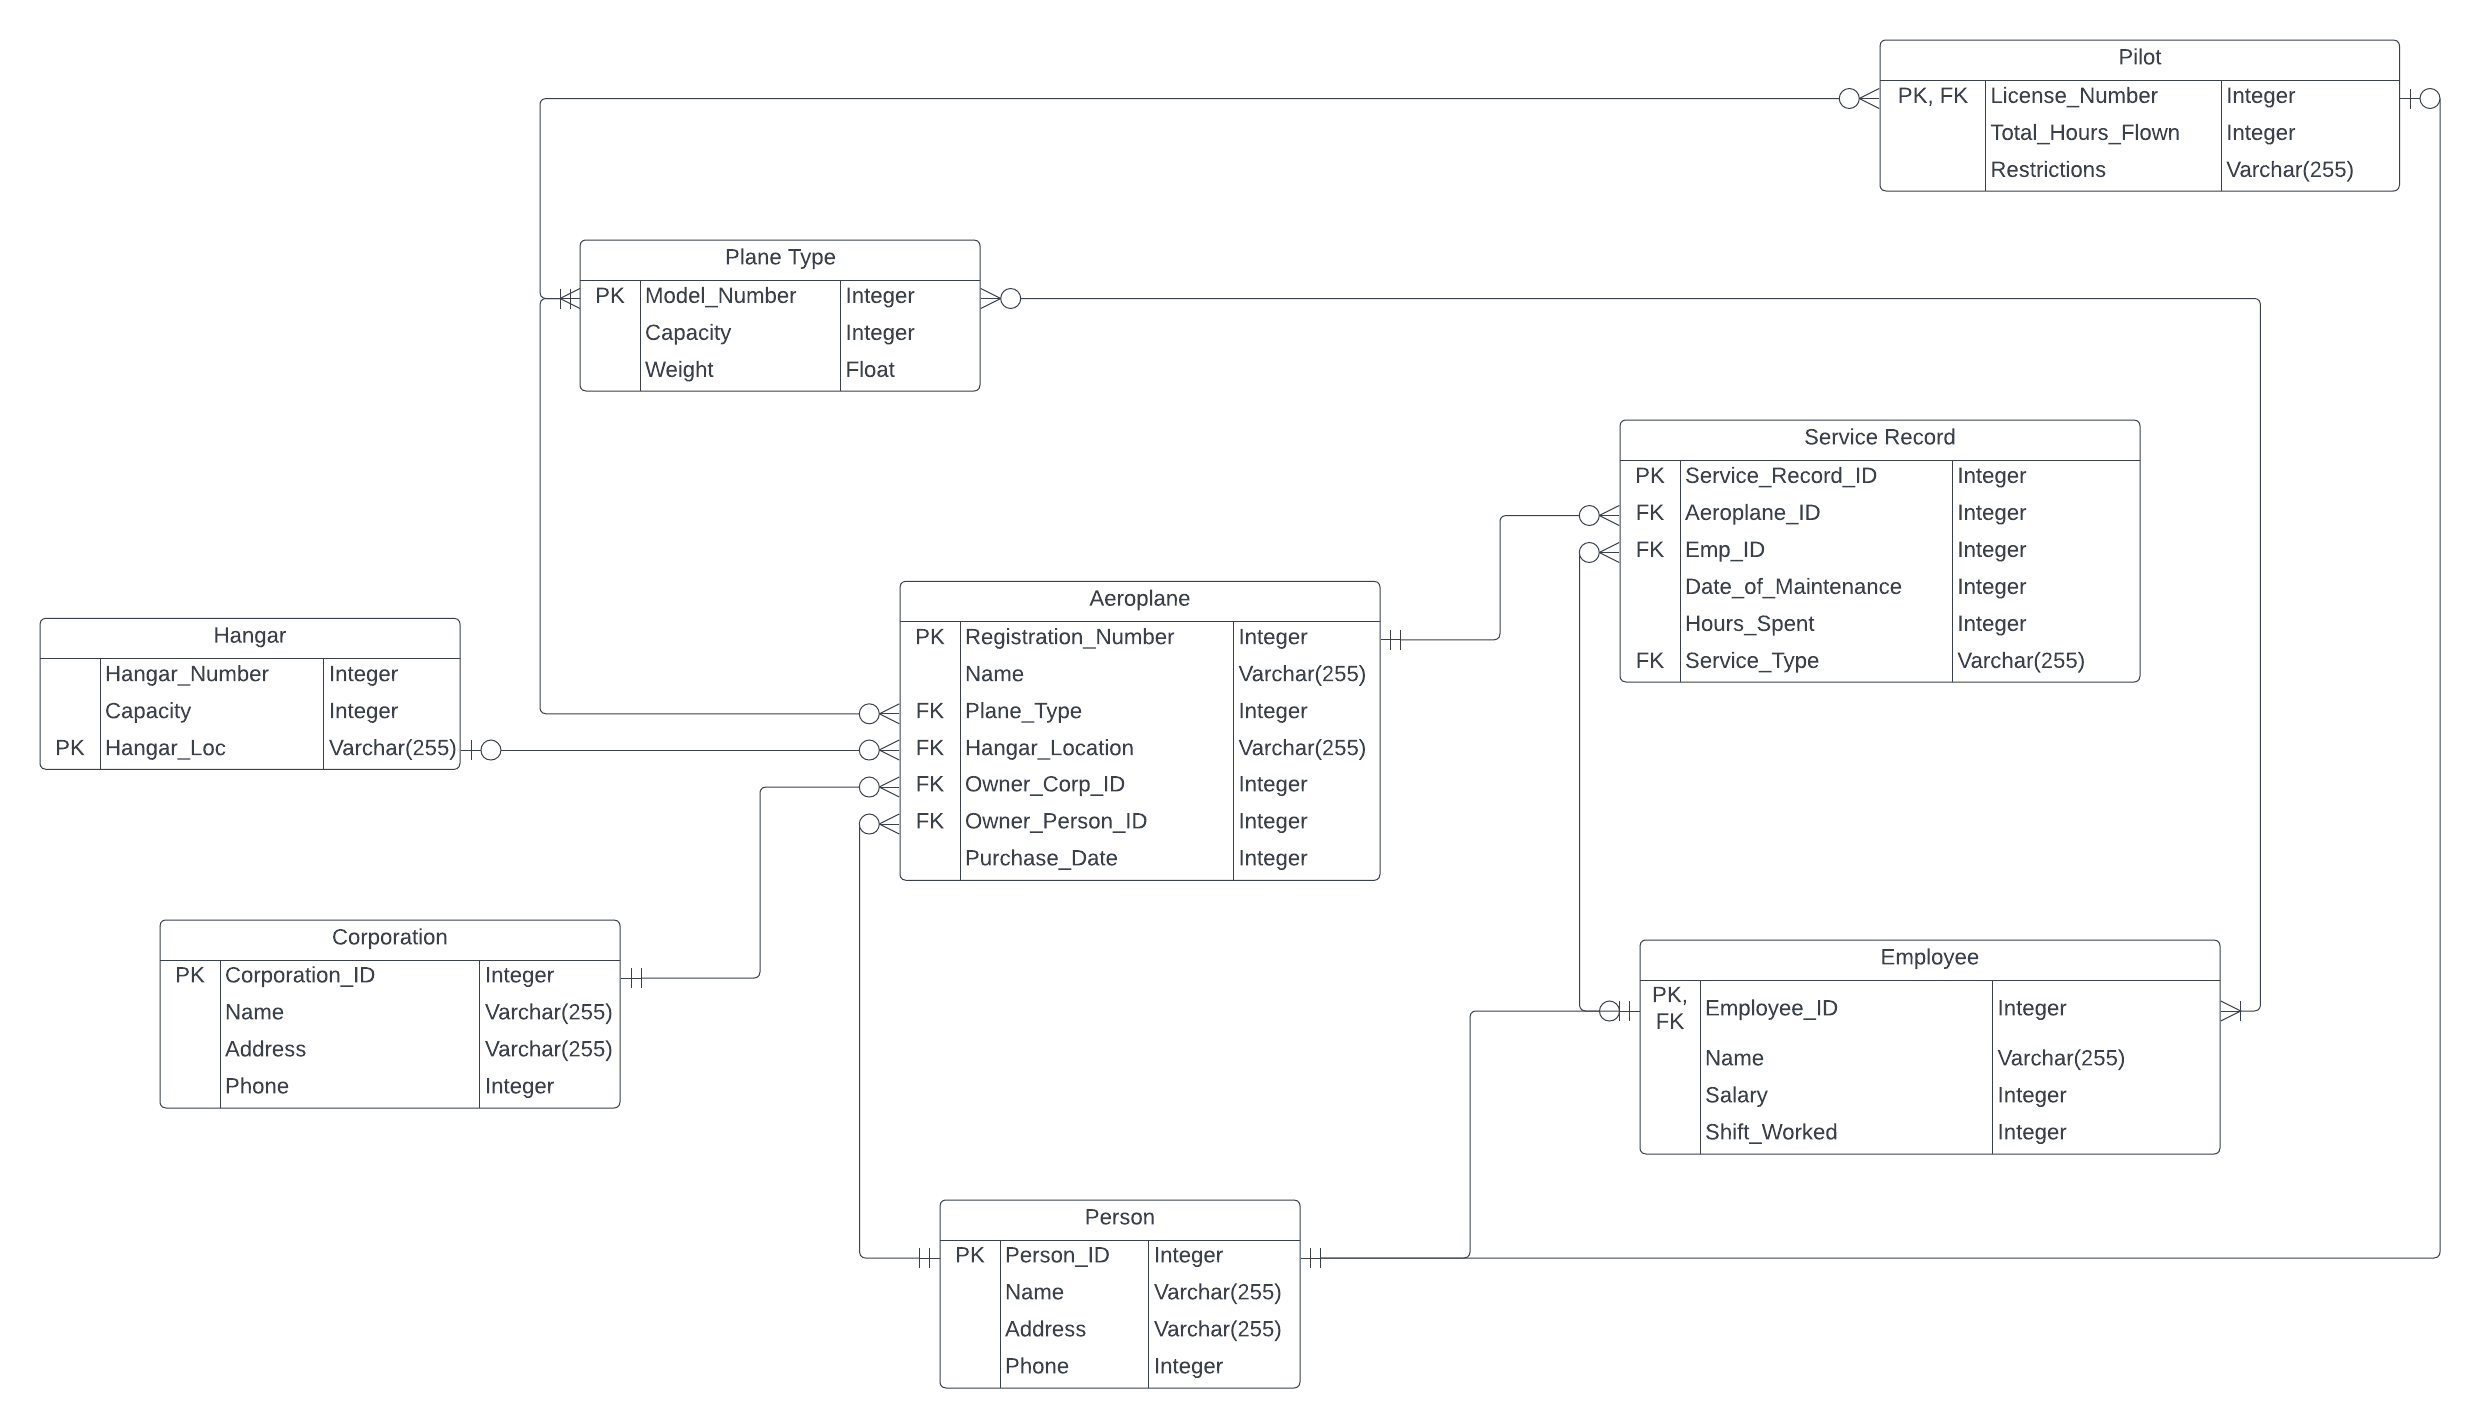 Pilot
PK, FK License_Number Integer
Total_Hours_Flown Integer
Restrictions Varchar(255)
Plane Type
PK Model_Number Integer
Capacity Integer
Weight Float
Service Record
PK Service_Record_ID Integer
FK Aeroplane_ID Integer
FK Emp_ID Integer
Date_of_Maintenance Integer
Hours_Spent Integer
FK Service_Type Varchar(255)
Aeroplane
PK Registration_Number Integer
Name Varchar(255)
FK Plane_Type Integer
FK Hangar_Location Varchar(255)
FK Owner_Corp_ID Integer
FK Owner_Person_ID Integer
Purchase_Date Integer
Hangar
Hangar_Number Integer
Capacity Integer
PK Hangar_Loc Varchar(255)
Corporation
PK Corporation_ID Integer
Name Varchar(255)
Address Varchar(255)
Phone Integer
Employee
PK,
FK Employee_ID Integer
Name Varchar(255)
Salary Integer
Shift_Worked Integer
Person
PK Person_ID Integer
Name Varchar(255)
Address Varchar(255)
Phone Integer